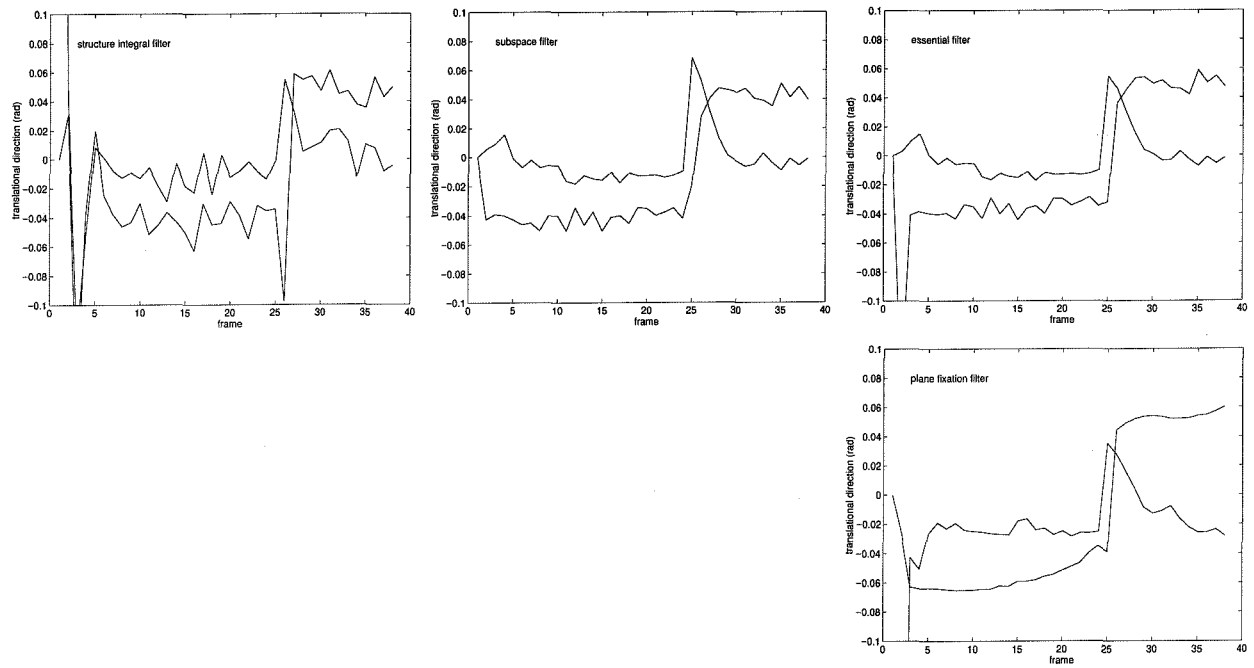 0.1
0.08
0.06
0.04
0.02
0
−0.02
−0.04
−0.06
−0.08
−0.1
translational direction (rad)
structure integral filter
0 5 10 15 20 25 30 35 40
frame
0.1
0.08
0.06
0.04
0.02
0
−0.02
−0.04
−0.06
−0.08
−0.1
translational direction (rad)
subspace filter
0 5 10 15 20 25 30 35 40
frame
0.1
0.08
0.06
0.04
0.02
0
−0.02
−0.04
−0.06
−0.08
−0.1
translational direction (rad)
essential filter
0 5 10 15 20 25 30 35 40
frame
0.1
0.08
0.06
0.04
0.02
0
−0.02
−0.04
−0.06
−0.08
−0.1
translational direction (rad)
plane fixation filter
0 5 10 15 20 25 30 35 40
frame